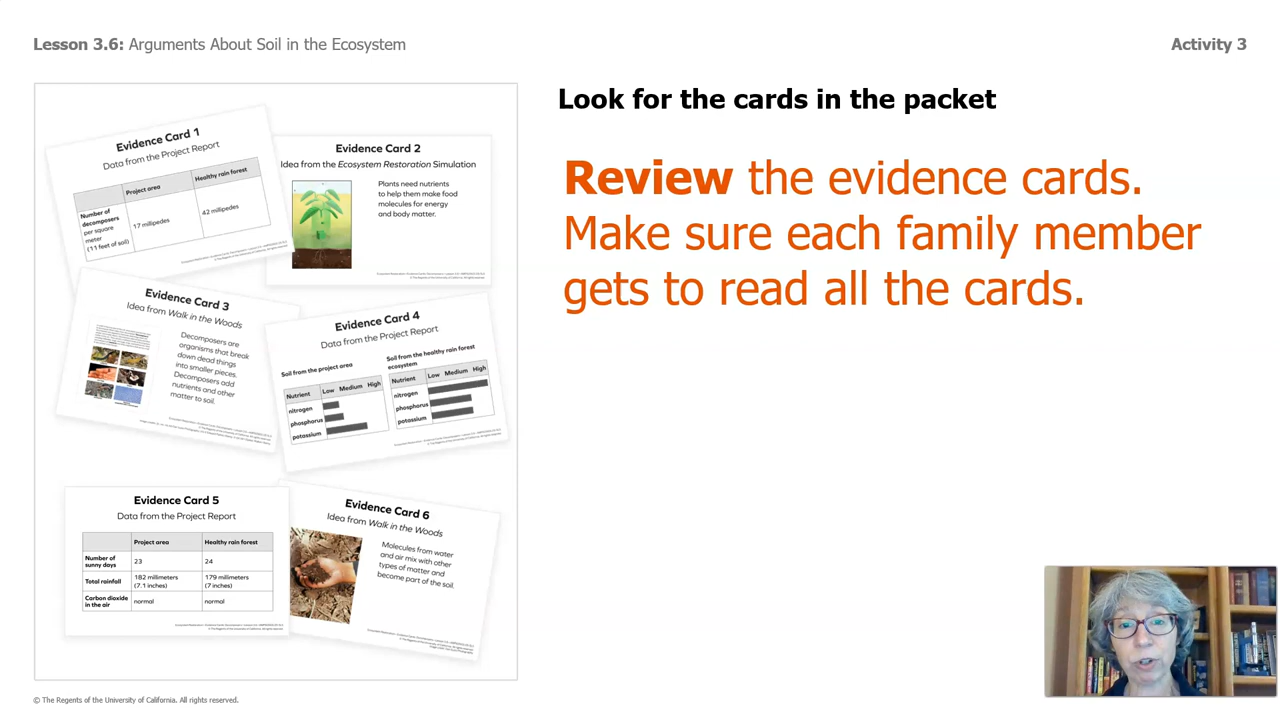 Lesson 3.6: Arguments About Soil in the Ecosystem
Activity 3
Look for the cards in the packet
Review the evidence cards.
Make sure each family member
gets to read all the cards.
Evidence Card 1
Data from the Project Report
Project area
Healthy rain forest
Number of
decomposers
per square
meter
(11 feet of soil)
17 millipedes
42 millipedes
Evidence Card 2
Idea from the Ecosystem Restoration Simulation
Plants need nutrients
to help them make food
molecules for energy
and body matter.
Evidence Card 3
Idea from Walk in the Woods
Decomposers are
organisms that break
down dead things
into smaller pieces.
Decomposers add
nutrients and other
matter to soil.
Evidence Card 4
Data from the Project Report
Soil from the project area
Nutrient Low Medium High
nitrogen
phosphorus
potassium
Soil from the healthy rain forest
ecosystem
Nutrient Low Medium High
nitrogen
phosphorus
potassium
Evidence Card 5
Data from the Project Report
Project area Healthy rain forest
Number of
sunny days
23 24
Total rainfall
182 millimeters
(7.1 inches)
179 millimeters
(7 inches)
Carbon dioxide
in the air
normal normal
Evidence Card 6
Idea from Walk in the Woods
Molecules from water
and air mix with other
types of matter and
become part of the soil.
© The Regents of the University of California. All rights reserved.